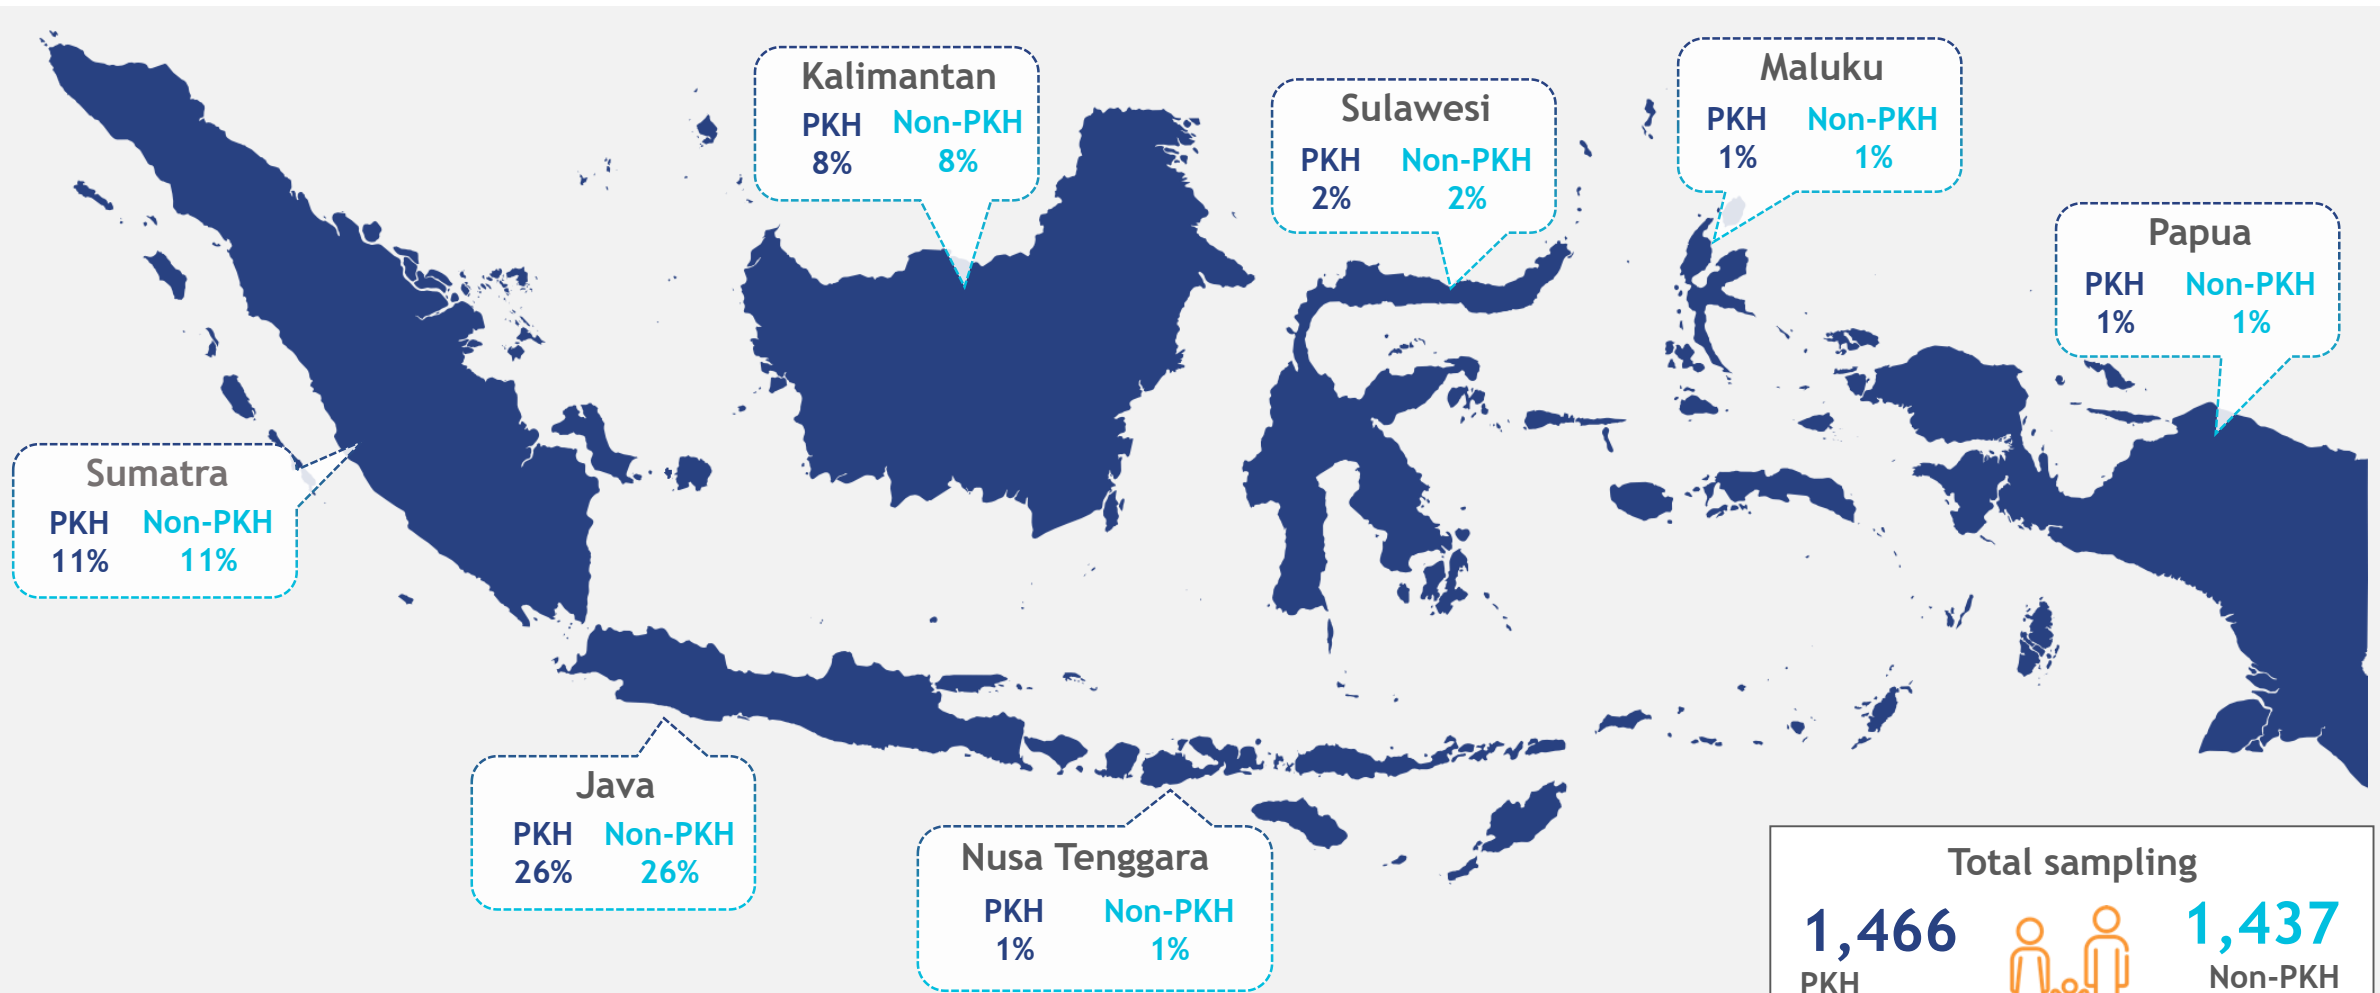 Kalimantan
PKH Non-PKH
8% 8%
Sulawesi
PKH Non-PKH
2% 2%
Maluku
PKH Non-PKH
1% 1%
Papua
PKH Non-PKH
1% 1%
Sumatra
PKH Non-PKH
11% 11%
Java
PKH Non-PKH
26% 26%
Nusa Tenggara
PKH Non-PKH
1% 1%
Total sampling
1,466 1,437
PKH Non-PKH